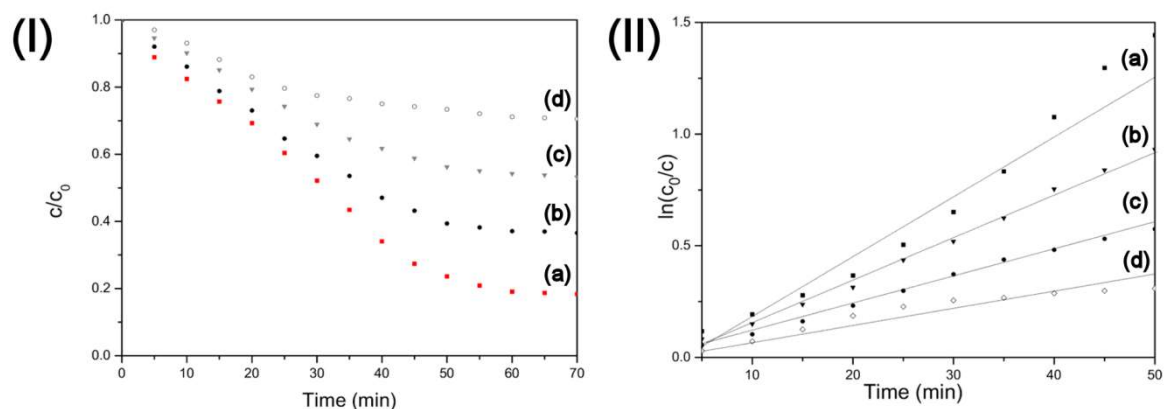 (I)
1.0
0.8
0.6
0.4
0.2
0.0
c/c₀
(d)
(c)
(b)
(a)
0 10 20 30 40 50 60 70
Time (min)
(II)
1.5
1.0
0.5
0.0
ln(c₀/c)
(a)
(b)
(c)
(d)
10 20 30 40 50
Time (min)